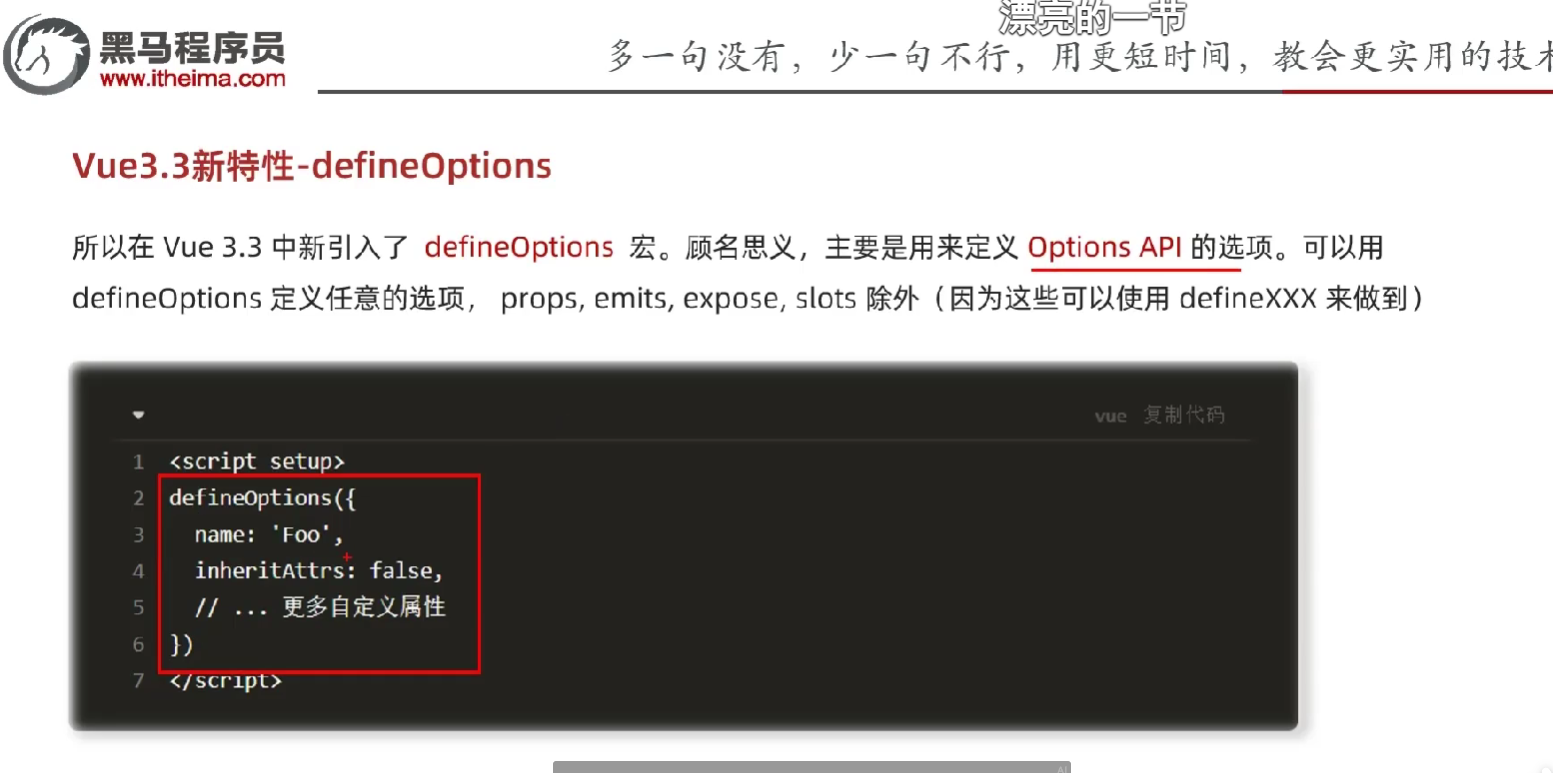 漂亮的一节
黑马程序员
www.itheima.com
多一句没有，少一句不行，用更短时间，教会更实用的技术
Vue3.3新特性-defineOptions
所以在 Vue 3.3 中新引入了 defineOptions 宏。顾名思义，主要是用来定义 Options API 的选项。可以用
defineOptions 定义任意的选项， props, emits, expose, slots 除外（因为这些可以使用 defineXXX 来做到）
vue 复制代码
1 <script setup>
2 defineOptions({
3 name: 'Foo',
4 inheritAttrs: false,
5 // ... 更多自定义属性
6 })
7 </script>
AI